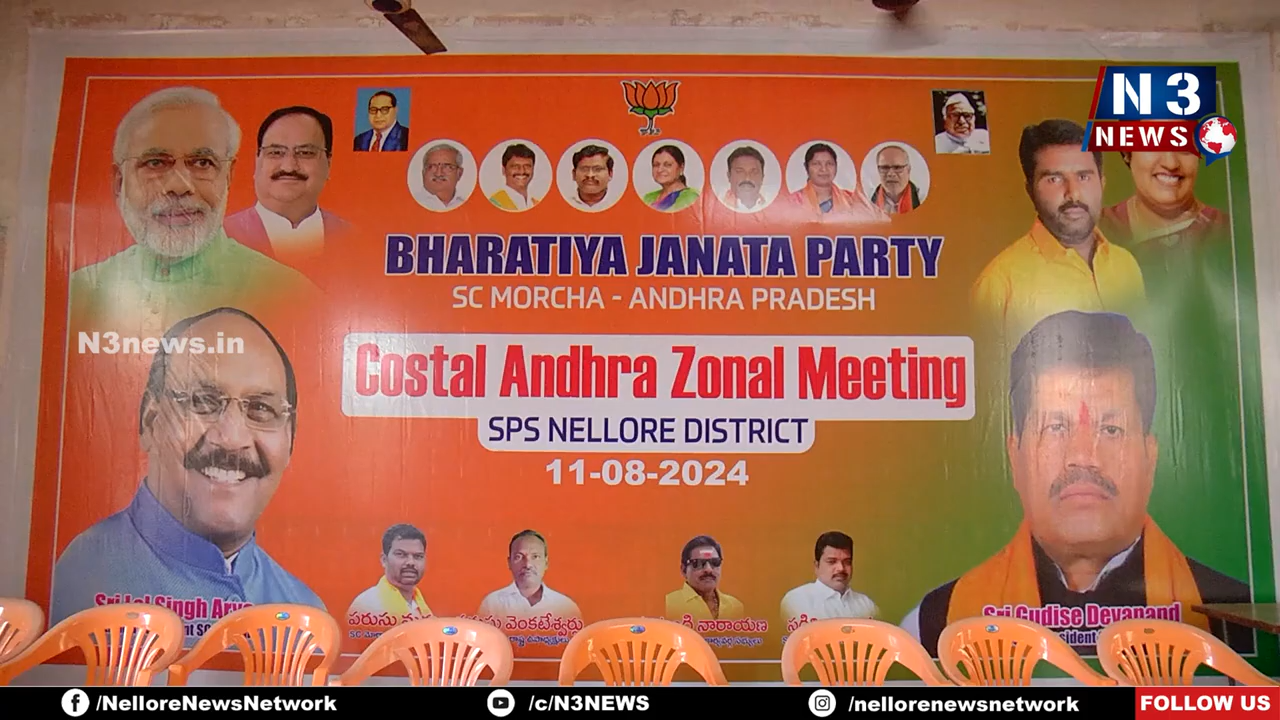 N 3
NEWS
BHARATIYA JANATA PARTY
SC MORCHA - ANDHRA PRADESH
N3news.in
Costal Andhra Zonal Meeting
SPS NELLORE DISTRICT
11-08-2024
Sri Lal Singh Arya
Sri Gudise Devanand
/NelloreNewsNetwork
/c/N3NEWS
/nellorenewsnetwork
FOLLOW US